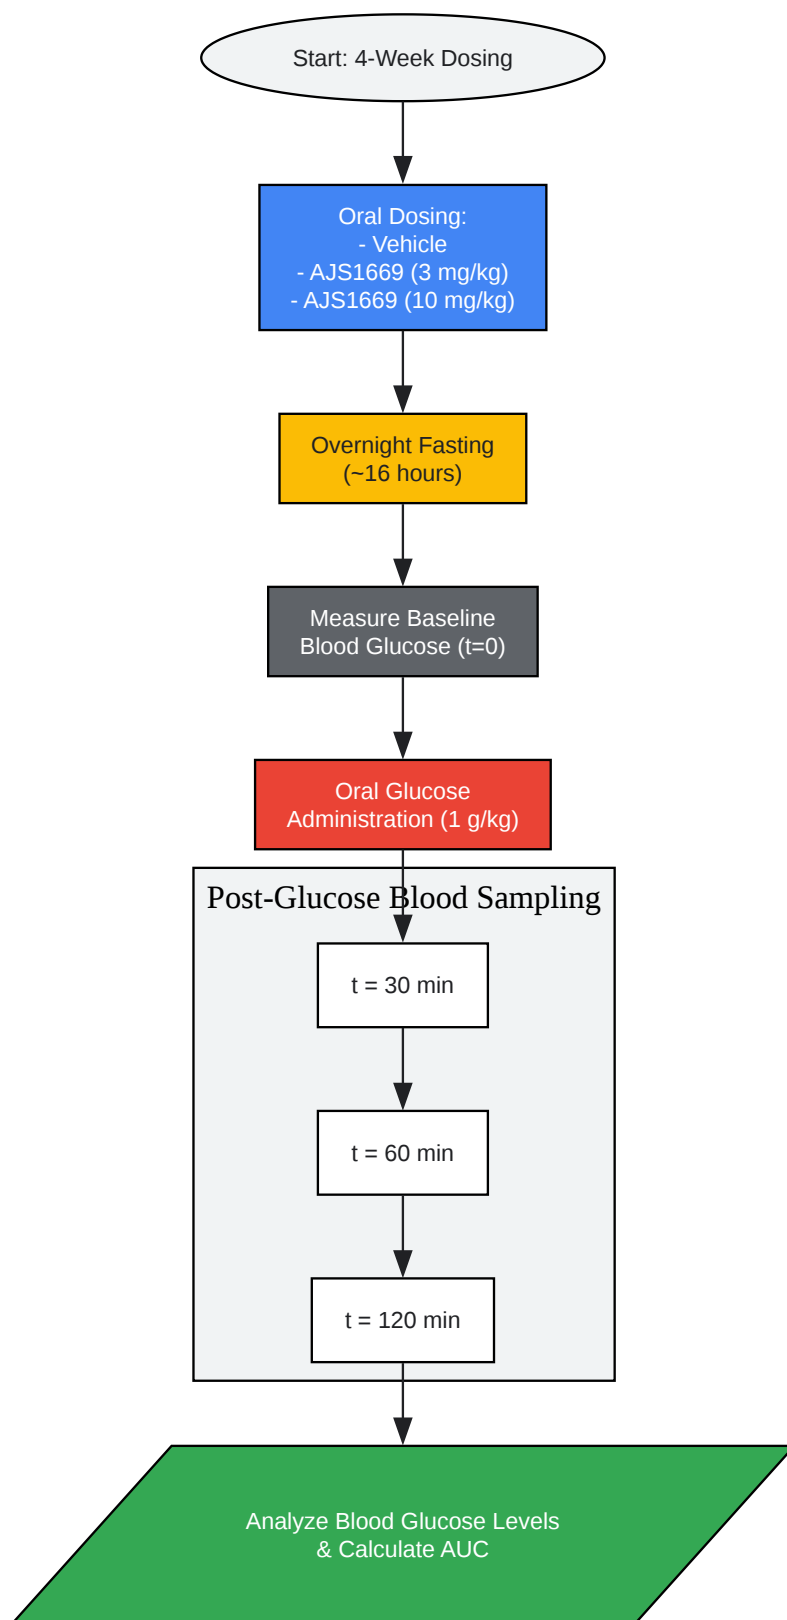 Start: 4-Week Dosing
Oral Dosing:
- Vehicle
- AJS1669 (3 mg/kg)
- AJS1669 (10 mg/kg)
Overnight Fasting
(~16 hours)
Measure Baseline
Blood Glucose (t=0)
Oral Glucose
Administration (1 g/kg)
Post-Glucose Blood Sampling
t = 30 min
t = 60 min
t = 120 min
Analyze Blood Glucose Levels
& Calculate AUC